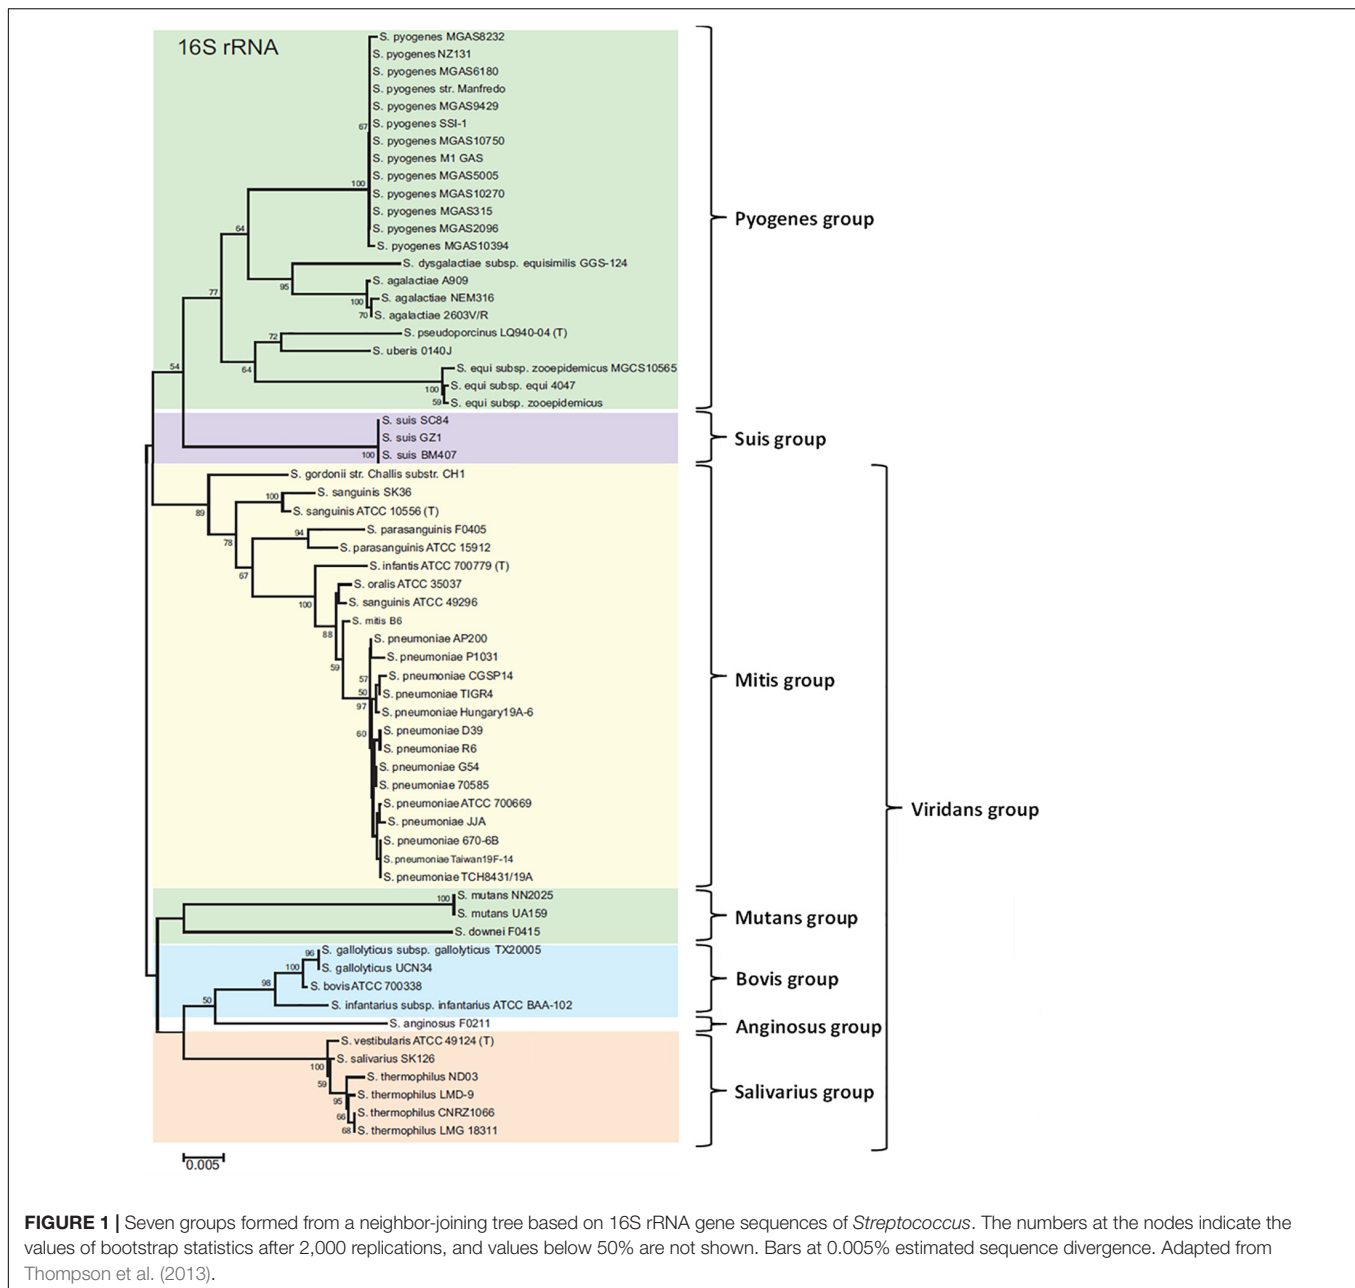 16S rRNA
S. pyogenes MGAS8232
S. pyogenes NZ131
S. pyogenes MGAS6180
S. pyogenes str. Manfredo
S. pyogenes MGAS9429
67
S. pyogenes SSI-1
S. pyogenes MGAS10750
S. pyogenes M1 GAS
S. pyogenes MGAS5005
100
S. pyogenes MGAS10270
S. pyogenes MGAS315
S. pyogenes MGAS2096
64
S. pyogenes MGAS10394
S. dysgalactiae subsp. equisimilis GGS-124
95
S. agalactiae A909
77
100
S. agalactiae NEM316
70
S. agalactiae 2603V/R
72
S. pseudoporcinus LQ940-04 (T)
S. uberis 0140J
54
64
S. equi subsp. zooepidemicus MGCS10565
100
S. equi subsp. equi 4047
59
S. equi subsp. zooepidemicus
Pyogenes group
S. suis SC84
S. suis GZ1
100
S. suis BM407
Suis group
S. gordonii str. Challis substr. CH1
89
100
S. sanguinis SK36
S. sanguinis ATCC 10556 (T)
78
94
S. parasanguinis F0405
S. parasanguinis ATCC 15912
67
S. infantis ATCC 700779 (T)
S. oralis ATCC 35037
100
S. sanguinis ATCC 49296
88
S. mitis B6
S. pneumoniae AP200
59
S. pneumoniae P1031
57
S. pneumoniae CGSP14
50
S. pneumoniae TIGR4
97
S. pneumoniae Hungary19A-6
60
S. pneumoniae D39
S. pneumoniae R6
S. pneumoniae G54
S. pneumoniae 70585
S. pneumoniae ATCC 700669
S. pneumoniae JJA
S. pneumoniae 670-6B
S. pneumoniae Taiwan19F-14
S. pneumoniae TCH8431/19A
Mitis group
Viridans group
100
S. mutans NN2025
S. mutans UA159
S. downei F0415
Mutans group
96
S. gallolyticus subsp. gallolyticus TX20005
100
S. gallolyticus UCN34
98
S. bovis ATCC 700338
50
S. infantarius subsp. infantarius ATCC BAA-102
Bovis group
S. anginosus F0211
Anginosus group
S. vestibularis ATCC 49124 (T)
100
S. salivarius SK126
59
S. thermophilus ND03
95
S. thermophilus LMD-9
66
S. thermophilus CNRZ1066
68
S. thermophilus LMG 18311
Salivarius group
0.005
FIGURE 1 | Seven groups formed from a neighbor-joining tree based on 16S rRNA gene sequences of Streptococcus. The numbers at the nodes indicate the
values of bootstrap statistics after 2,000 replications, and values below 50% are not shown. Bars at 0.005% estimated sequence divergence. Adapted from
Thompson et al. (2013).